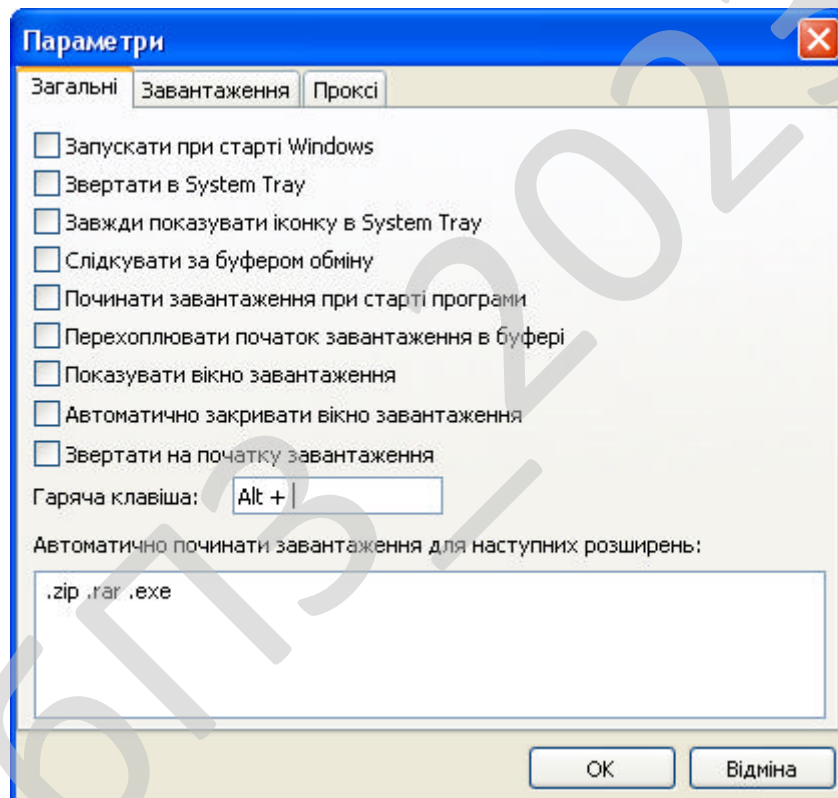 Параметри
Загальні Завантаження Проксі
Запускати при старті Windows
Звертати в System Tray
Завжди показувати іконку в System Tray
Слідкувати за буфером обміну
Починати завантаження при старті програми
Перехоплювати початок завантаження в буфері
Показувати вікно завантаження
Автоматично закривати вікно завантаження
Звертати на початку завантаження
Гаряча клавіша: Alt +
Автоматично починати завантаження для наступних розширень:
.zip .rar .exe
OK Відміна